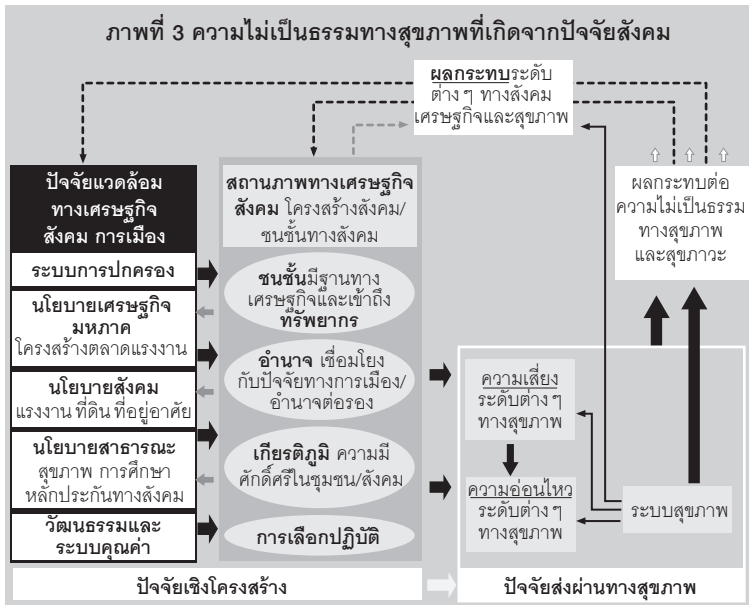 ภาพที่ 3 ความไม่เป็นธรรมทางสุขภาพที่เกิดจากปัจจัยสังคม
ผลกระทบระดับ
ต่าง ๆ ทางสังคม
เศรษฐกิจและสุขภาพ
ปัจจัยแวดล้อม
ทางเศรษฐกิจ
สังคม การเมือง
ระบบการปกครอง
นโยบายเศรษฐกิจ
มหภาค
โครงสร้างตลาดแรงงาน
นโยบายสังคม
แรงงาน ที่ดิน ที่อยู่อาศัย
นโยบายสาธารณะ
สุขภาพ การศึกษา
หลักประกันทางสังคม
วัฒนธรรมและ
ระบบคุณค่า
สถานภาพทางเศรษฐกิจ
สังคม โครงสร้างสังคม/
ชนชั้นทางสังคม
ชนชั้นมีฐานทาง
เศรษฐกิจและเข้าถึง
ทรัพยากร
อำนาจ เชื่อมโยง
กับปัจจัยทางการเมือง/
อำนาจต่อรอง
เกียรติภูมิ ความมี
ศักดิ์ศรีในชุมชน/สังคม
การเลือกปฏิบัติ
ผลกระทบต่อ
ความไม่เป็นธรรม
ทางสุขภาพ
และสุขภาวะ
ความเสี่ยง
ระดับต่าง ๆ
ทางสุขภาพ
ความอ่อนไหว
ระดับต่าง ๆ
ทางสุขภาพ
ระบบสุขภาพ
ปัจจัยเชิงโครงสร้าง
ปัจจัยส่งผ่านทางสุขภาพ